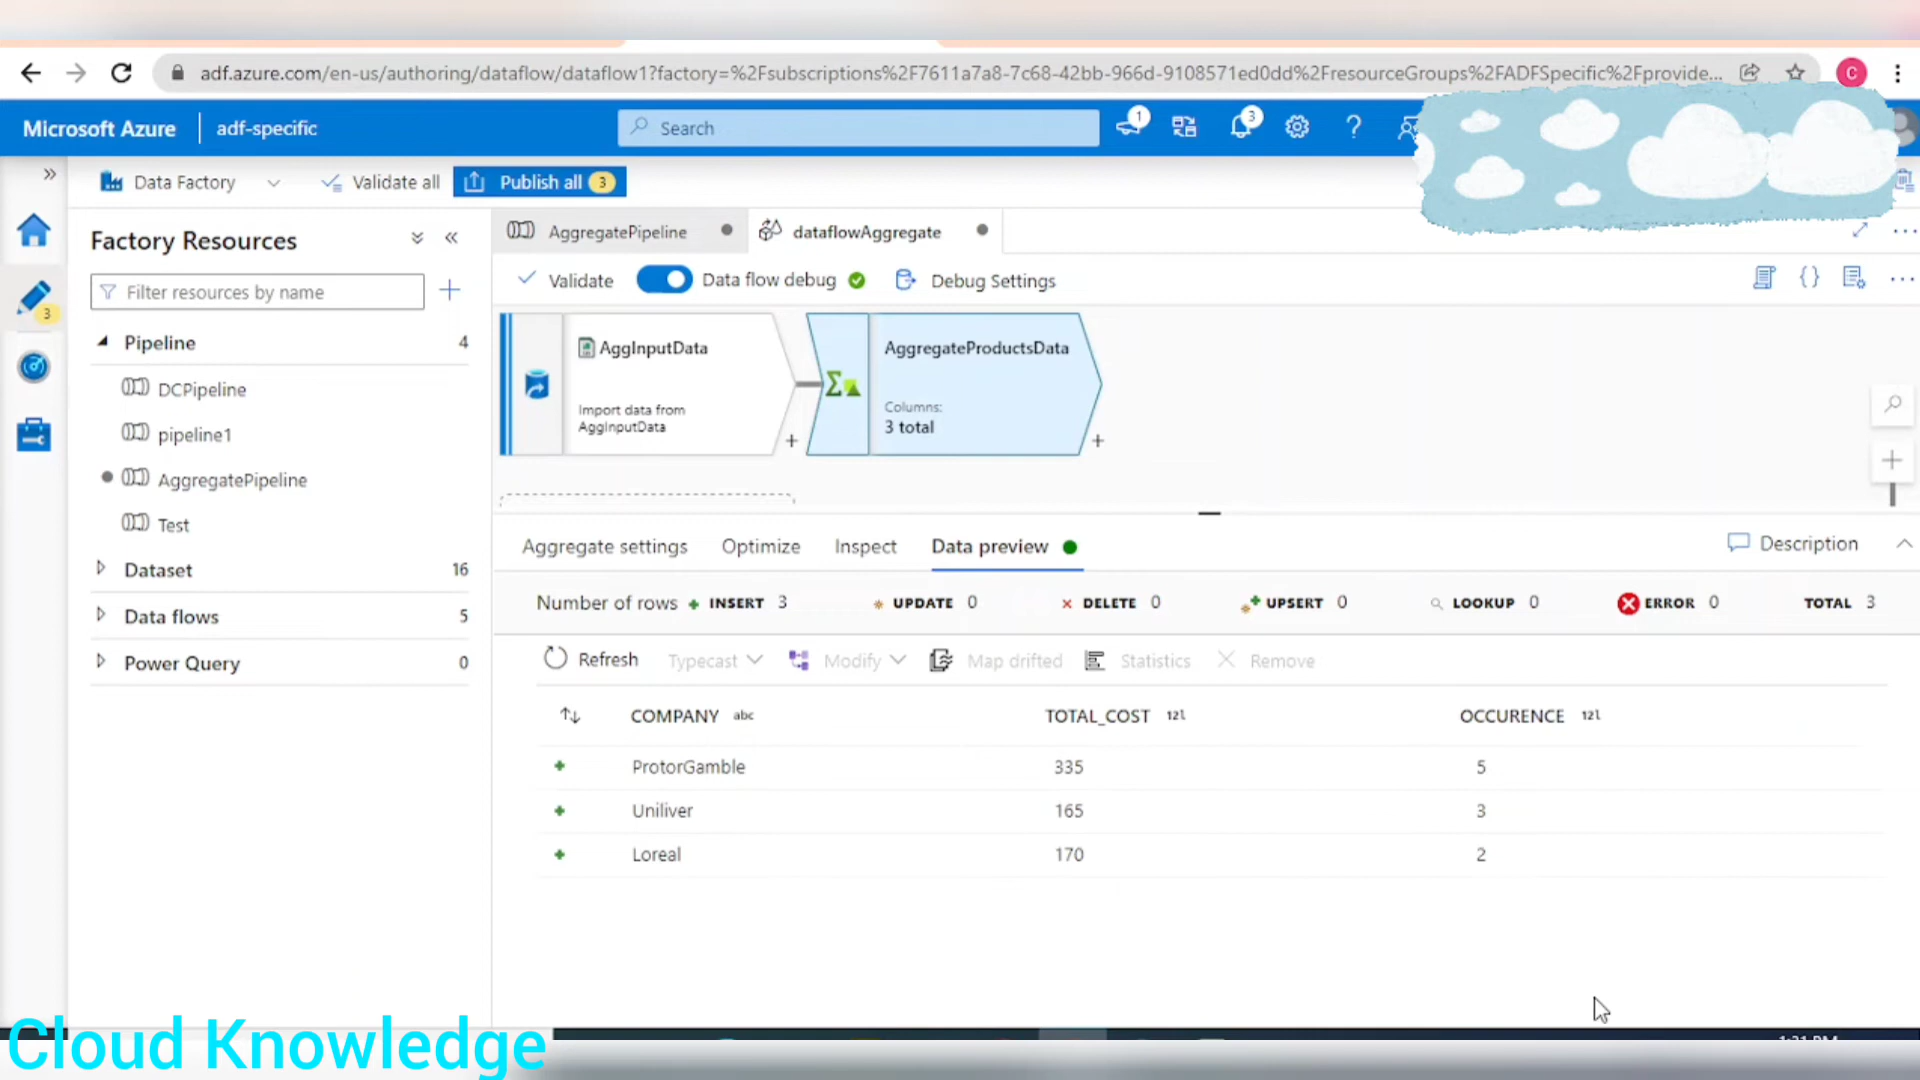 adf.azure.com/en-us/authoring/dataflow/dataflow1?factory=%2Fsubscriptions%2F7611a7a8-7c68-42bb-966d-9108571ed0dd%2FresourceGroups%2FADFSpecific%2Fprovide... C
Microsoft Azure adf-specific Search 1 3
Data Factory Validate all Publish all 3
Factory Resources
AggregatePipeline dataflowAggregate
Filter resources by name
Validate Data flow debug Debug Settings
3
Pipeline 4
DCPipeline
pipeline1
AggregatePipeline
Test
Dataset 16
Data flows 5
Power Query 0
AggInputData
Import data from
AggInputData
AggregateProductsData
Columns:
3 total
Aggregate settings Optimize Inspect Data preview Description
Number of rows INSERT 3 UPDATE 0 DELETE 0 UPSERT 0 LOOKUP 0 ERROR 0 TOTAL 3
Refresh Typecast Modify Map drifted Statistics Remove
COMPANY abc TOTAL_COST 12l OCCURENCE 12l
ProtorGamble 335 5
Uniliver 165 3
Loreal 170 2
Cloud Knowledge